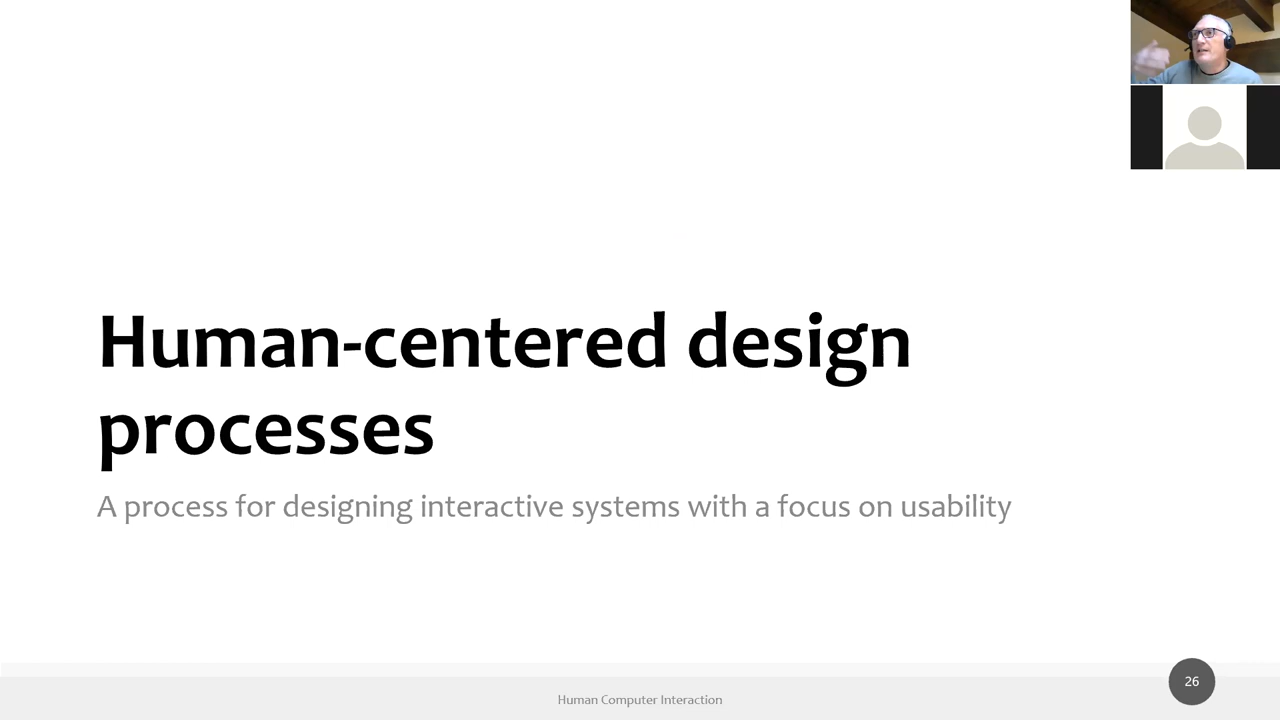 Human-centered design
processes
A process for designing interactive systems with a focus on usability
Human Computer Interaction
26